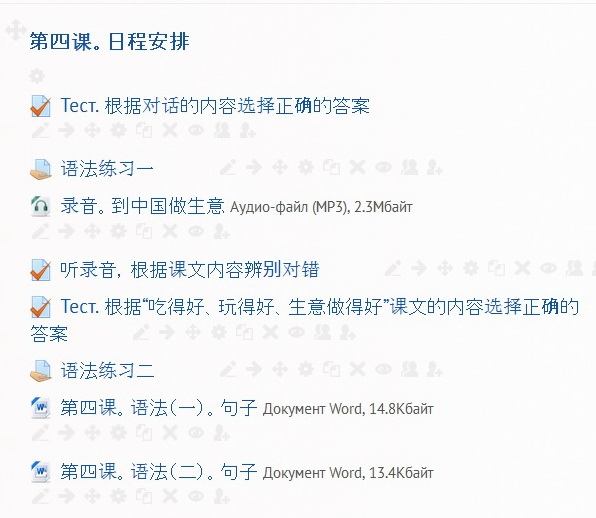 第四课。日程安排
Тест. 根据对话的内容选择正确的答案
语法练习一
录音。到中国做生意 Аудио-файл (MP3), 2.3Мбайт
听录音，根据课文内容辨别对错
Тест. 根据“吃得好、玩得好、生意做得好”课文的内容选择正确的
答案
语法练习二
第四课。语法（一）。句子 Документ Word, 14.8Кбайт
第四课。语法（二）。句子 Документ Word, 13.4Кбайт